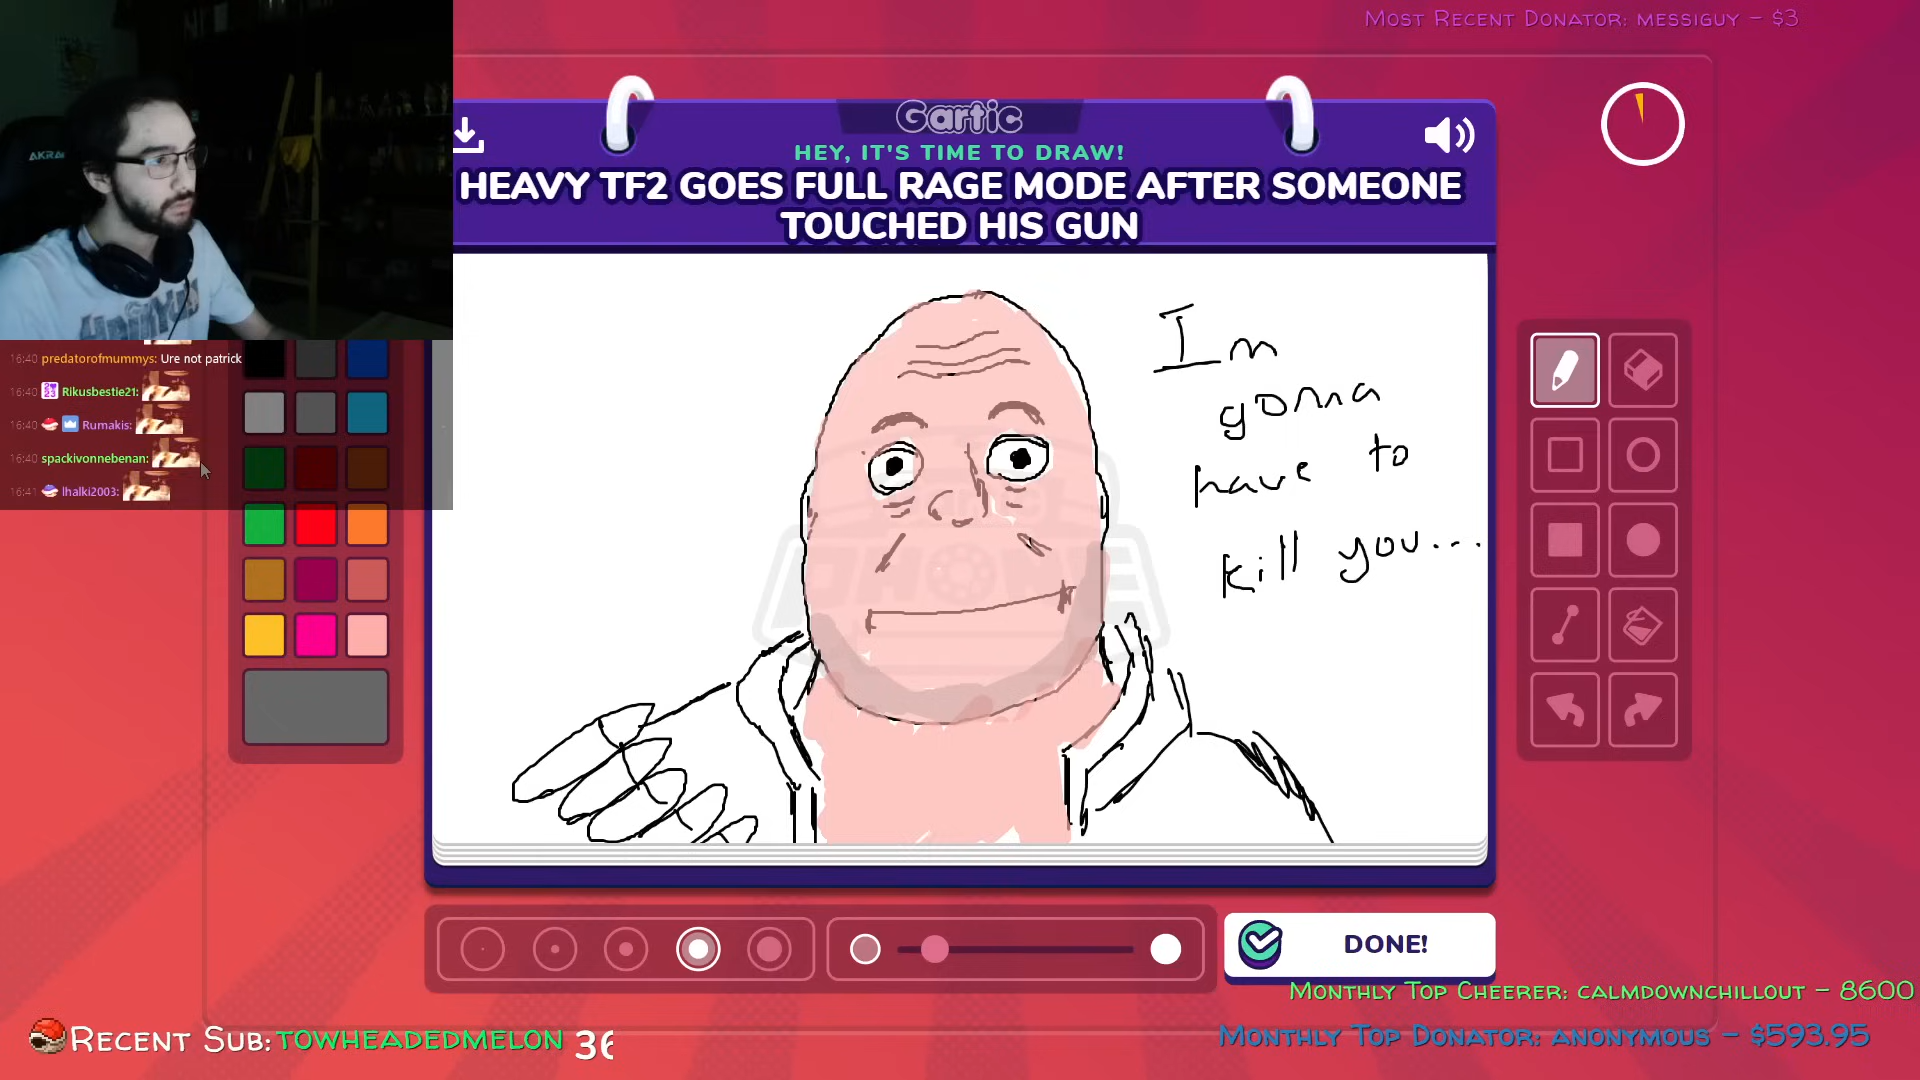 MOST RECENT DONATOR: MESSIGUY – $3
AKRA
Gartic
HEY, IT'S TIME TO DRAW!
HEAVY TF2 GOES FULL RAGE MODE AFTER SOMEONE
TOUCHED HIS GUN
16:40 predatorofmummys: Ure not patrick
16:40 Rikusbestie21:
16:40 Rumakis:
16:40 spackivonnebenan:
16:41 lhalki2003:
Im
gonna
have to
kill you...
PHONE
DONE!
MONTHLY TOP CHEERER: CALMDOWNCHILLOUT – 8600
RECENT SUB: TOWHEADEDMELON 36
MONTHLY TOP DONATOR: ANONYMOUS – $593.95